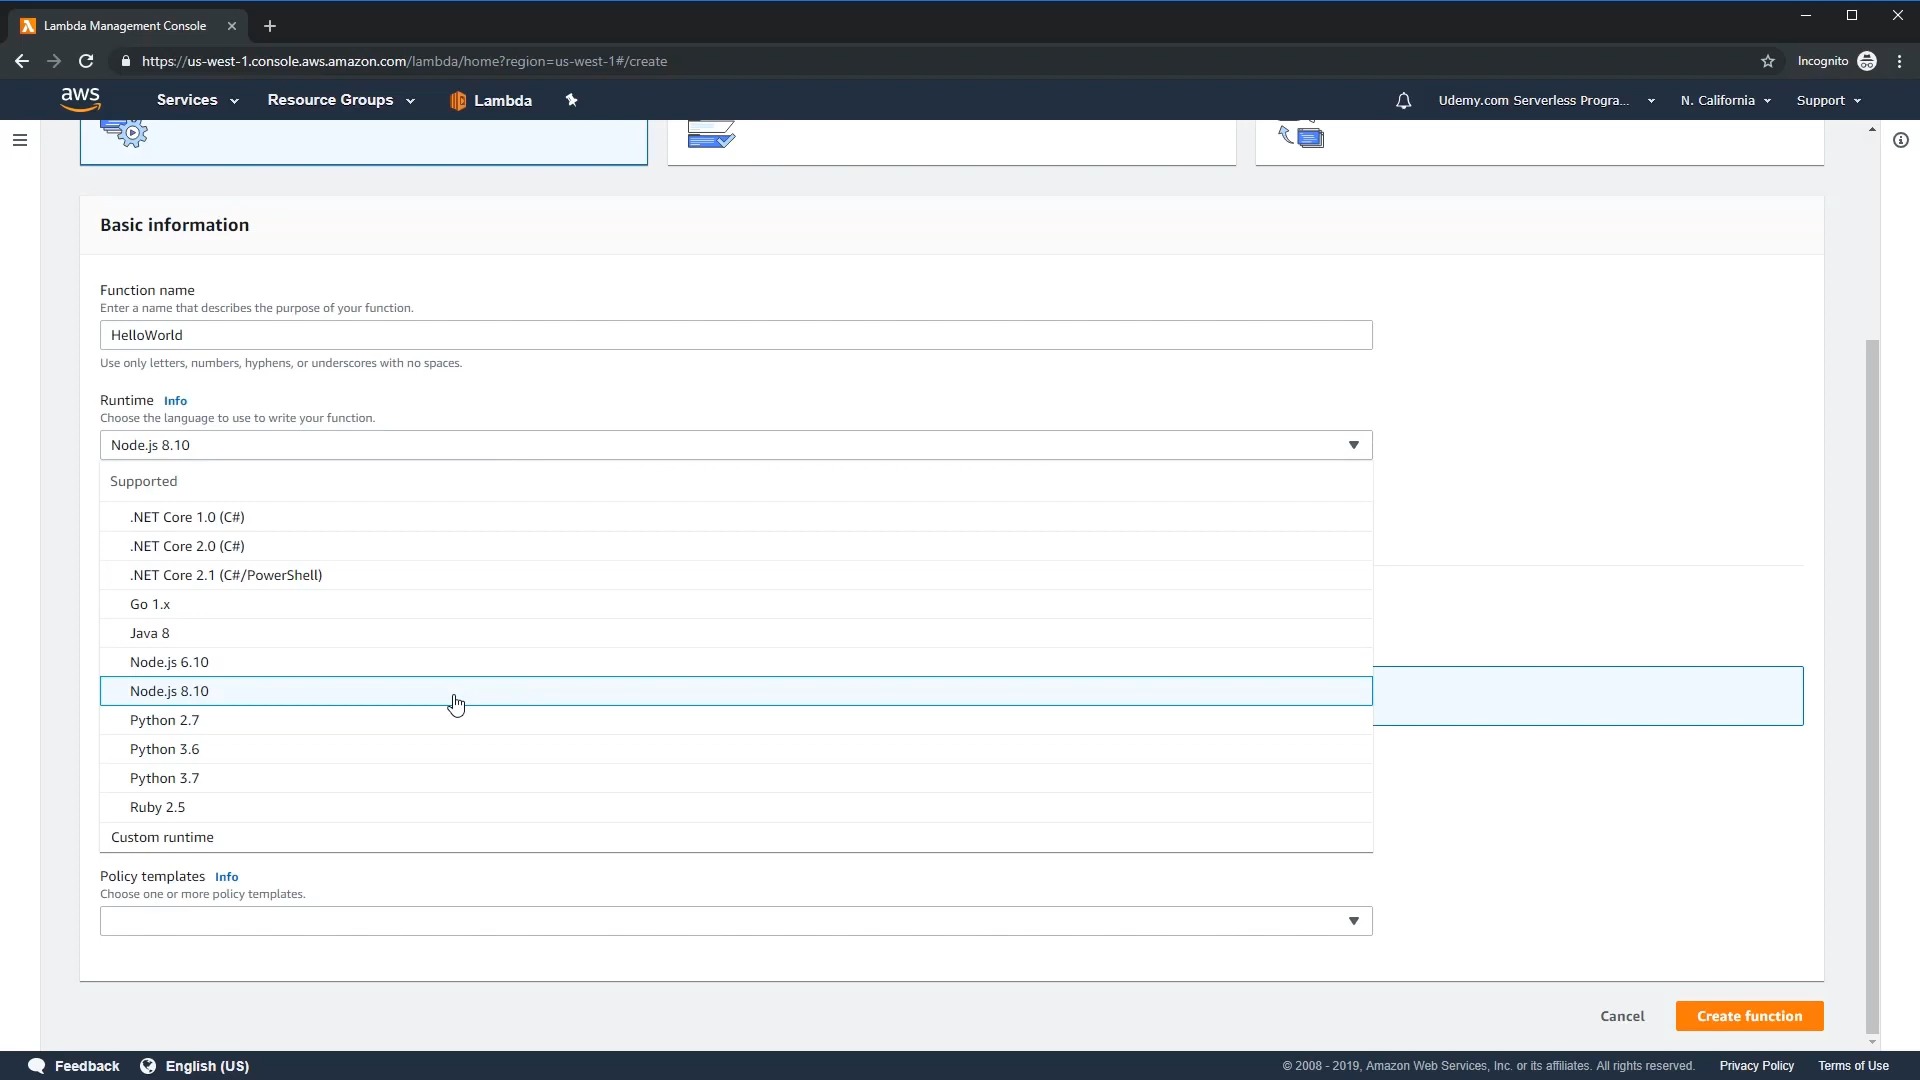 Lambda Management Console
https://us-west-1.console.aws.amazon.com/lambda/home?region=us-west-1#/create
Incognito
aws
Services
Resource Groups
Lambda
Udemy.com Serverless Progra...
N. California
Support
Basic information
Function name
Enter a name that describes the purpose of your function.
HelloWorld
Use only letters, numbers, hyphens, or underscores with no spaces.
Runtime Info
Choose the language to use to write your function.
Node.js 8.10
Supported
.NET Core 1.0 (C#)
.NET Core 2.0 (C#)
.NET Core 2.1 (C#/PowerShell)
Go 1.x
Java 8
Node.js 6.10
Node.js 8.10
Python 2.7
Python 3.6
Python 3.7
Ruby 2.5
Custom runtime
Policy templates Info
Choose one or more policy templates.
Cancel
Create function
Feedback
English (US)
© 2008 - 2019, Amazon Web Services, Inc. or its affiliates. All rights reserved.
Privacy Policy
Terms of Use